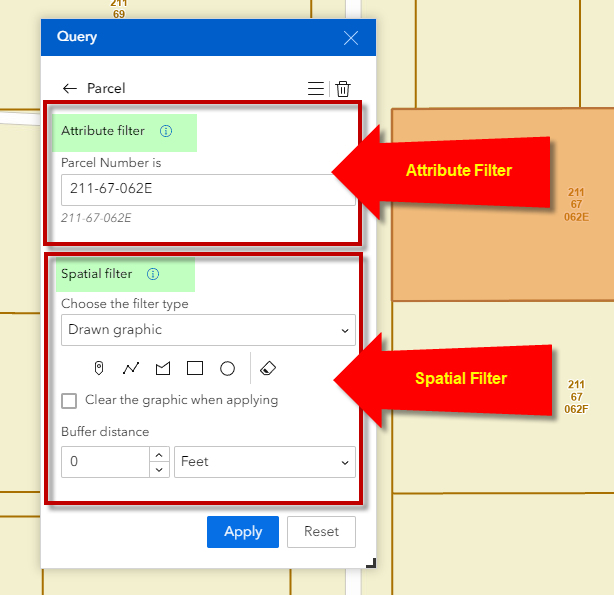 211
69
Query
Parcel
Attribute filter
Parcel Number is
211-67-062E
211-67-062E
Attribute Filter
211
67
062E
Spatial filter
Choose the filter type
Drawn graphic
Clear the graphic when applying
Spatial Filter
211
67
062F
Buffer distance
0
Feet
Apply
Reset